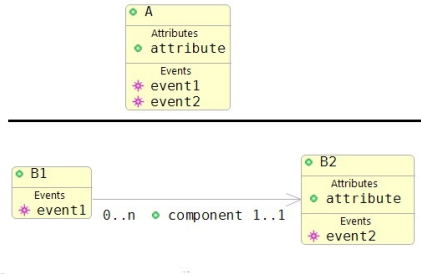 A
Attributes
attribute
Events
event1
event2
B1
Events
event1
0..n component 1..1
B2
Attributes
attribute
Events
event2